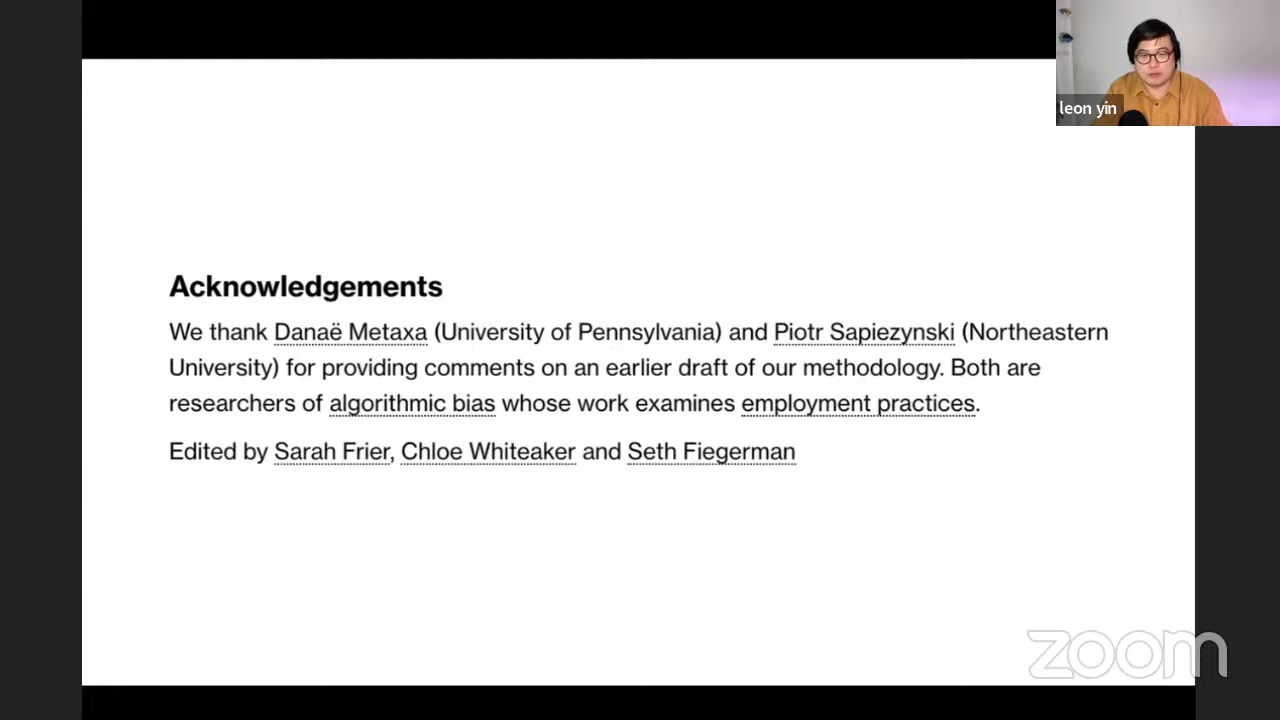 leon yin
Acknowledgements
We thank Danaë Metaxa (University of Pennsylvania) and Piotr Sapiezynski (Northeastern
University) for providing comments on an earlier draft of our methodology. Both are
researchers of algorithmic bias whose work examines employment practices.
Edited by Sarah Frier, Chloe Whiteaker and Seth Fiegerman
zoom